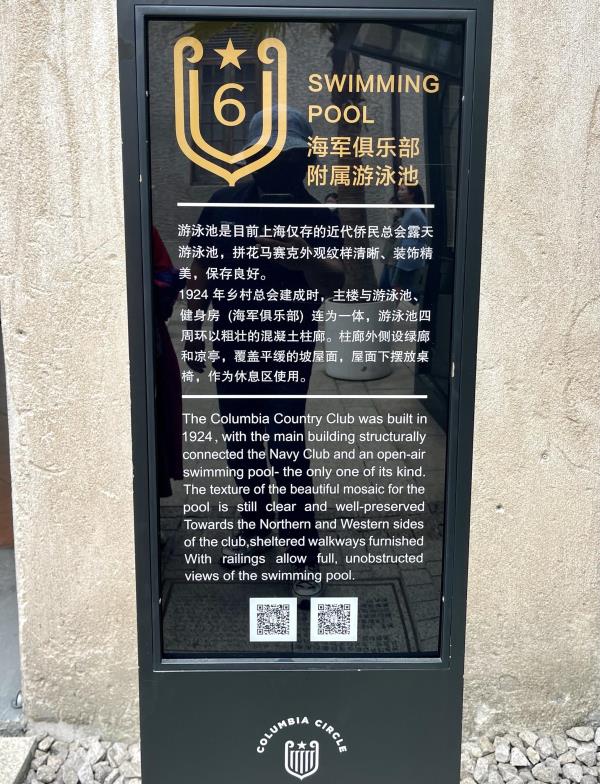 6
SWIMMING
POOL
海军俱乐部
附属游泳池
游泳池是目前上海仅存的近代侨民总会露天
游泳池，拼花马赛克外观纹样清晰、装饰精
美，保存良好。
1924 年乡村总会建成时，主楼与游泳池、
健身房（海军俱乐部）连为一体，游泳池四
周环以粗壮的混凝土柱廊。柱廊外侧设绿廊
和凉亭，覆盖平缓的坡屋面，屋面下摆放桌
椅，作为休息区使用。
The Columbia Country Club was built in
1924, with the main building structurally
connected the Navy Club and an open-air
swimming pool- the only one of its kind.
The texture of the beautiful mosaic for the
pool is still clear and well-preserved
Towards the Northern and Western sides
of the club,sheltered walkways furnished
With railings allow full, unobstructed
views of the swimming pool.
COLUMBIA CIRCLE